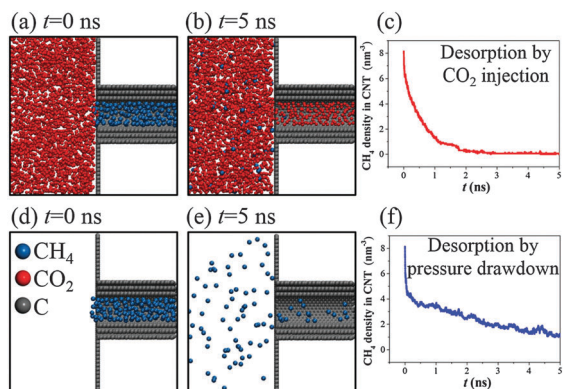 (a) t=0 ns
(b) t=5 ns
(c)
CH4 density in CNT (nm⁻³)
8
6
4
2
0
Desorption by
CO2 injection
0 1 2 3 4 5
t (ns)
(d) t=0 ns
CH4
CO2
C
(e) t=5 ns
(f)
CH4 density in CNT (nm⁻³)
8
6
4
2
0
Desorption by
pressure drawdown
0 1 2 3 4 5
t (ns)